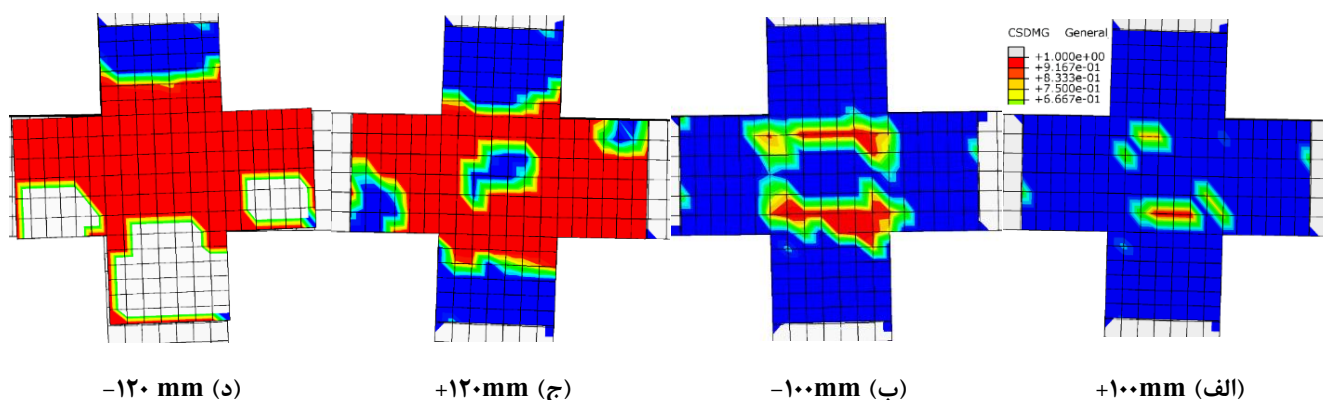 CSDMG General
+1.000e+00
+9.167e-01
+8.333e-01
+7.500e-01
+6.667e-01
(الف) +۱۰۰mm
(ب) −۱۰۰mm
(ج) +۱۲۰mm
(د) −۱۲۰ mm